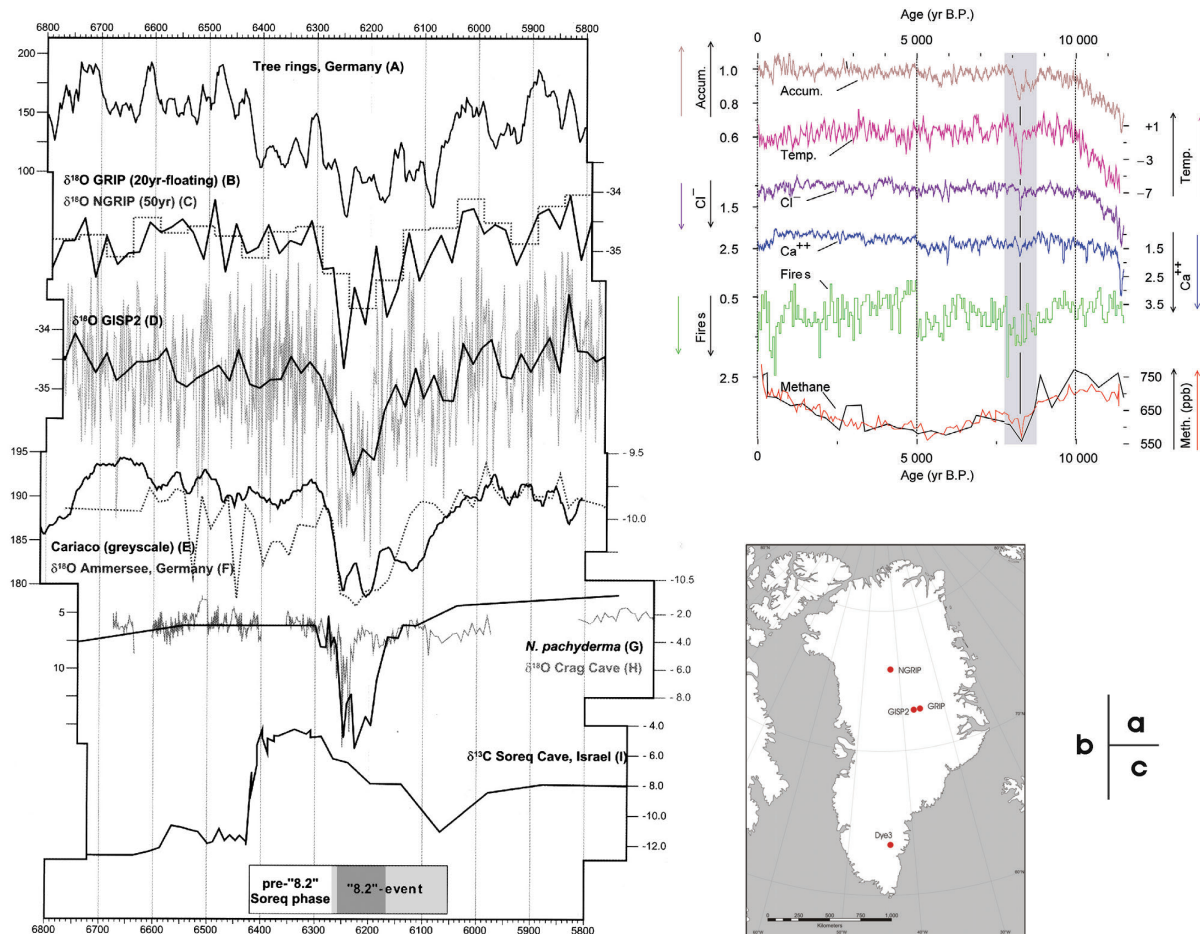 6800 6700 6600 6500 6400 6300 6200 6100 6000 5900 5800
200
150
100
Tree rings, Germany (A)
δ18O GRIP (20yr-floating) (B)
δ18O NGRIP (50yr) (C)
-34
-35
δ18O GISP2 (D)
-34
-35
195
190
185
180
- 9.5
- 10.0
- 10.5
Cariaco (greyscale) (E)
δ18O Ammersee, Germany (F)
5
10
- 2.0
- 4.0
- 6.0
- 8.0
N. pachyderma (G)
δ18O Crag Cave (H)
- 4.0
- 6.0
- 8.0
- 10.0
- 12.0
δ13C Soreq Cave, Israel (I)
pre-"8.2"
Soreq phase
"8.2"-event
6800 6700 6600 6500 6400 6300 6200 6100 6000 5900 5800
Age (yr B.P.)
0 5 000 10 000
Accum.
1.0
0.8
0.6
Accum.
Temp.
+1
−3
−7
Temp.
Cl−
1.5
Cl−
2.5
Ca++
1.5
2.5
3.5
Ca++
Fires
0.5
2.5
Fires
Methane
750
650
550
Meth. (ppb)
0 5 000 10 000
Age (yr B.P.)
NGRIP
GISP2
GRIP
Dye3
0 250 500 750 1,000
Kilometers
b
a
c